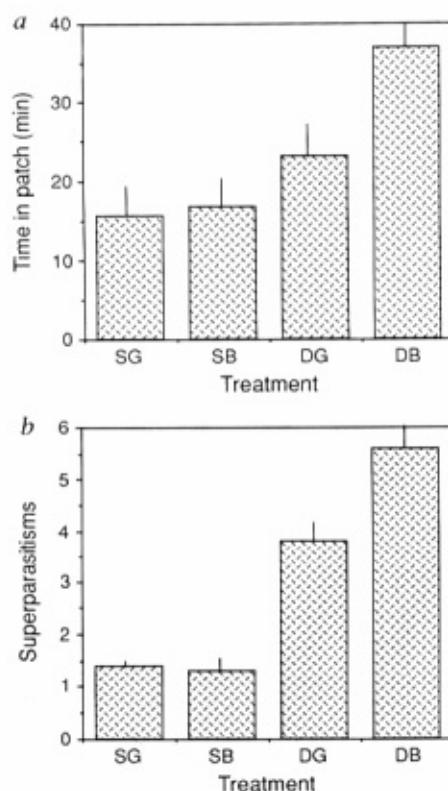 a
Time in patch (min)
40
30
20
10
0
SG SB DG DB
Treatment
b
Superparasitisms
6
5
4
3
2
1
0
SG SB DG DB
Treatment